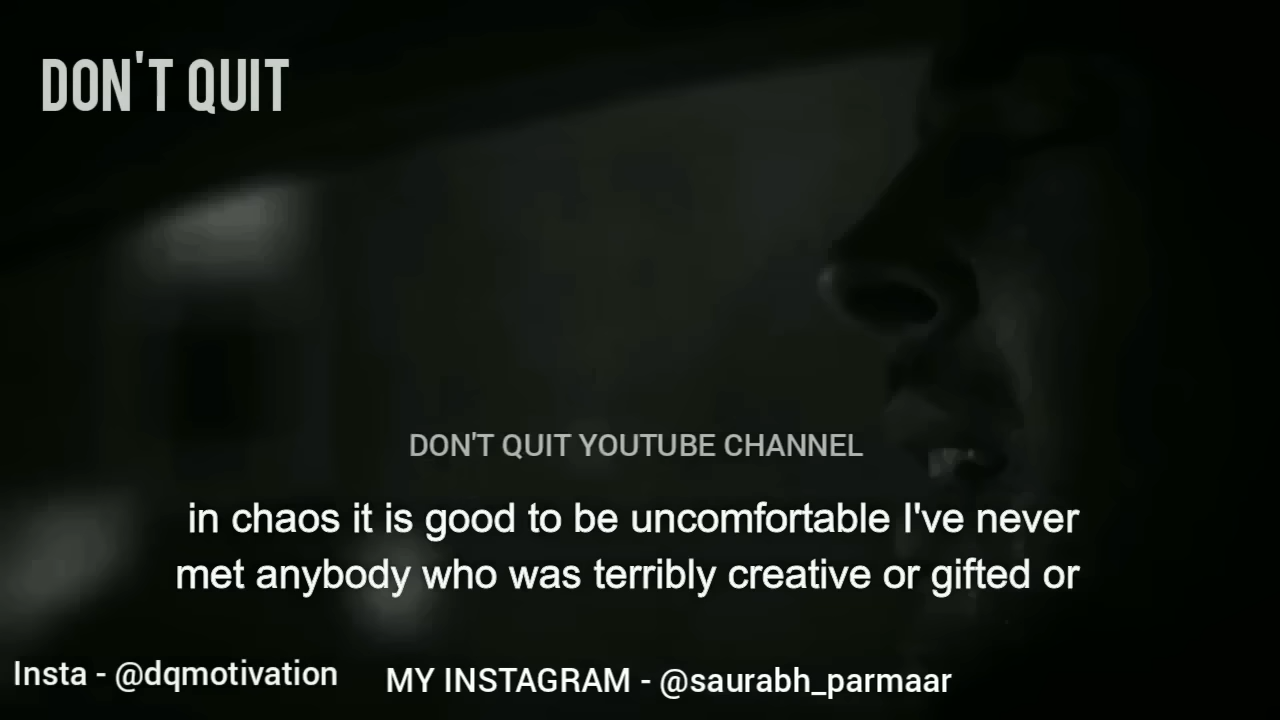 DON'T QUIT
DON'T QUIT YOUTUBE CHANNEL
in chaos it is good to be uncomfortable I've never
met anybody who was terribly creative or gifted or
Insta - @dqmotivation
MY INSTAGRAM - @saurabh_parmaar